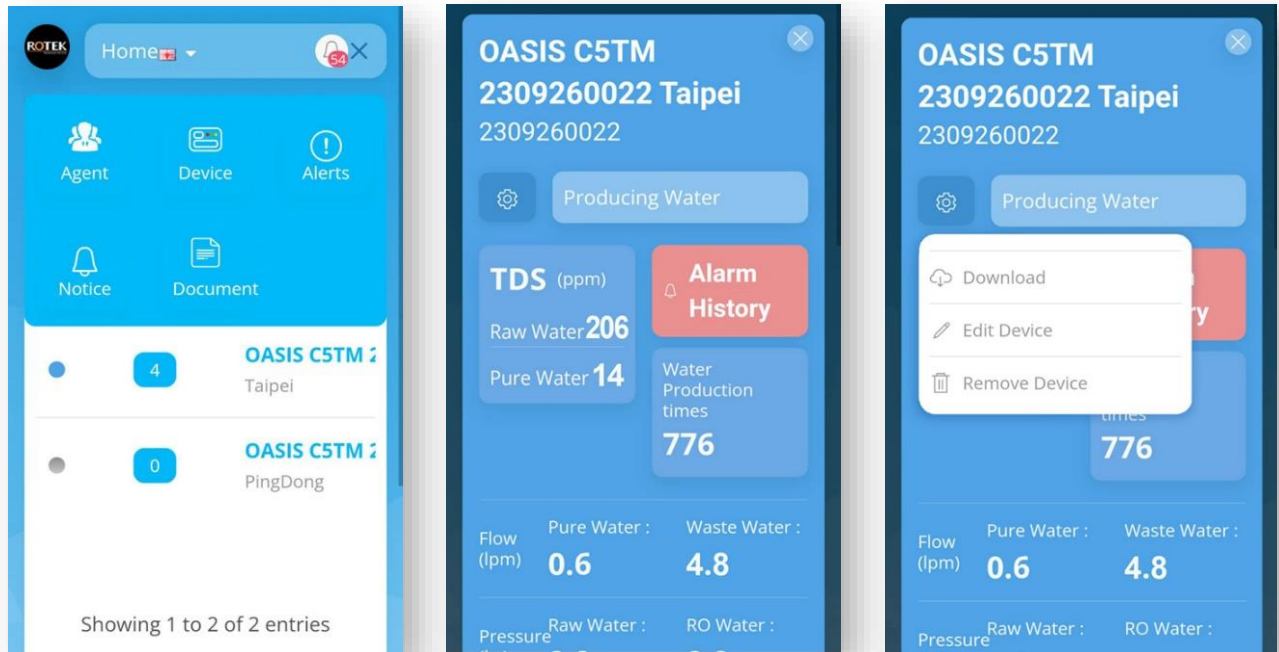 ROTEK
Home
54
Agent
Device
Alerts
Notice
Document
4
OASIS C5TM 2
Taipei
0
OASIS C5TM 2
PingDong
Showing 1 to 2 of 2 entries
OASIS C5TM
2309260022 Taipei
2309260022
Producing Water
TDS (ppm)
Raw Water 206
Pure Water 14
Alarm
History
Water
Production
times
776
Flow
(lpm)
Pure Water :
0.6
Waste Water :
4.8
Pressure
Raw Water :
RO Water :
OASIS C5TM
2309260022 Taipei
2309260022
Producing Water
Download
Edit Device
Remove Device
times
776
Flow
(lpm)
Pure Water :
0.6
Waste Water :
4.8
Pressure
Raw Water :
RO Water :